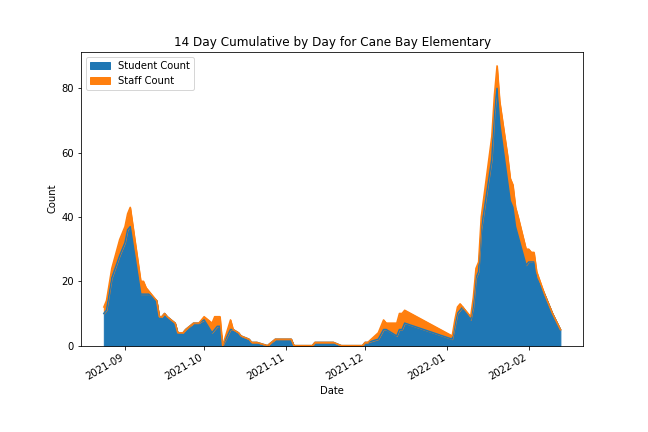 14 Day Cumulative by Day for Cane Bay Elementary
Student Count
Staff Count
80
60
40
20
0
Count
2021-09
2021-10
2021-11
2021-12
2022-01
2022-02
Date